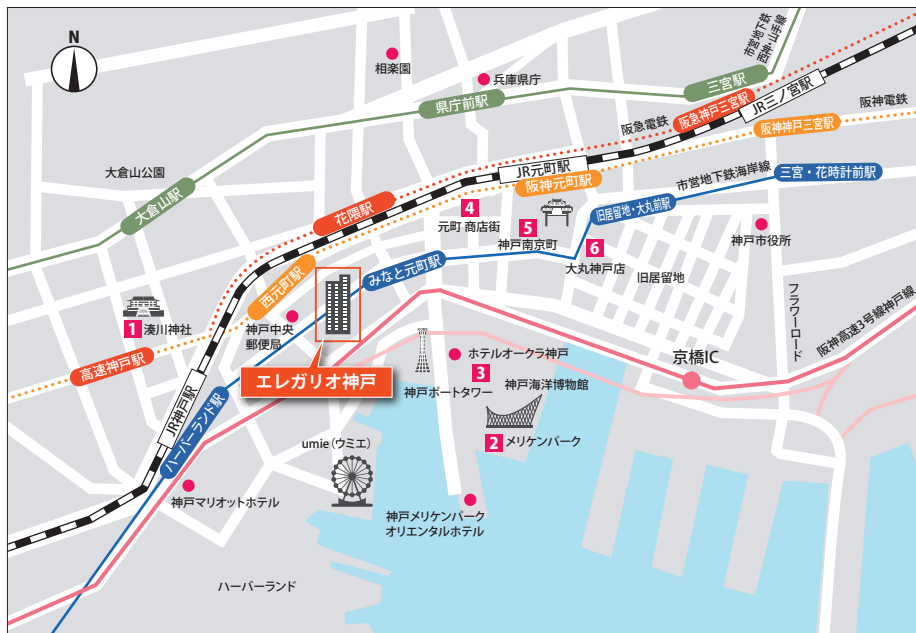 N
市営地下鉄
西神・山手線
相楽園
兵庫県庁
三宮駅
県庁前駅
JR三ノ宮駅
阪急神戸三宮駅
阪急電鉄
阪神電鉄
阪神神戸三宮駅
大倉山公園
JR元町駅
阪神元町駅
市営地下鉄海岸線
三宮・花時計前駅
大倉山駅
花隈駅
4
元町 商店街
5
神戸南京町
旧居留地・大丸前駅
6
大丸神戸店
旧居留地
神戸市役所
みなと元町駅
西元町駅
1 湊川神社
神戸中央
郵便局
フラワーロード
阪神高速3号線神戸線
高速神戸駅
エレガリオ神戸
ホテルオークラ神戸
3
神戸海洋博物館
神戸ポートタワー
京橋IC
JR神戸駅
ハーバーランド駅
2 メリケンパーク
umie（ウミエ）
神戸マリオットホテル
神戸メリケンパーク
オリエンタルホテル
ハーバーランド